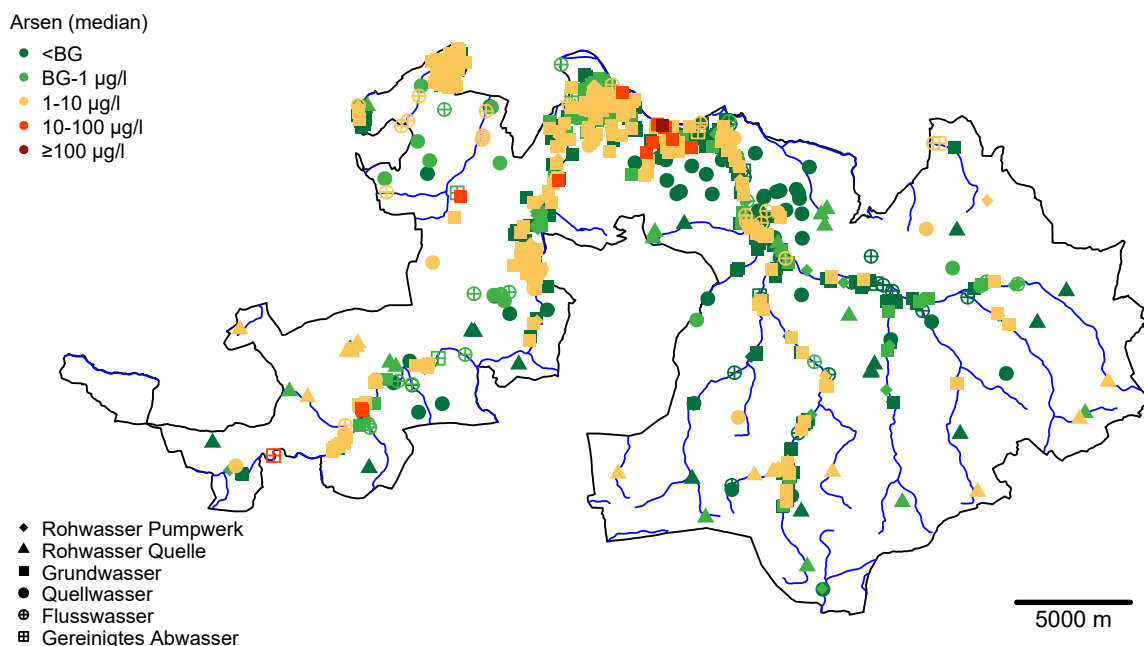 Arsen (median)
<BG
BG-1 µg/l
1-10 µg/l
10-100 µg/l
≥100 µg/l
Rohwasser Pumpwerk
Rohwasser Quelle
Grundwasser
Quellwasser
Flusswasser
Gereinigtes Abwasser
5000 m